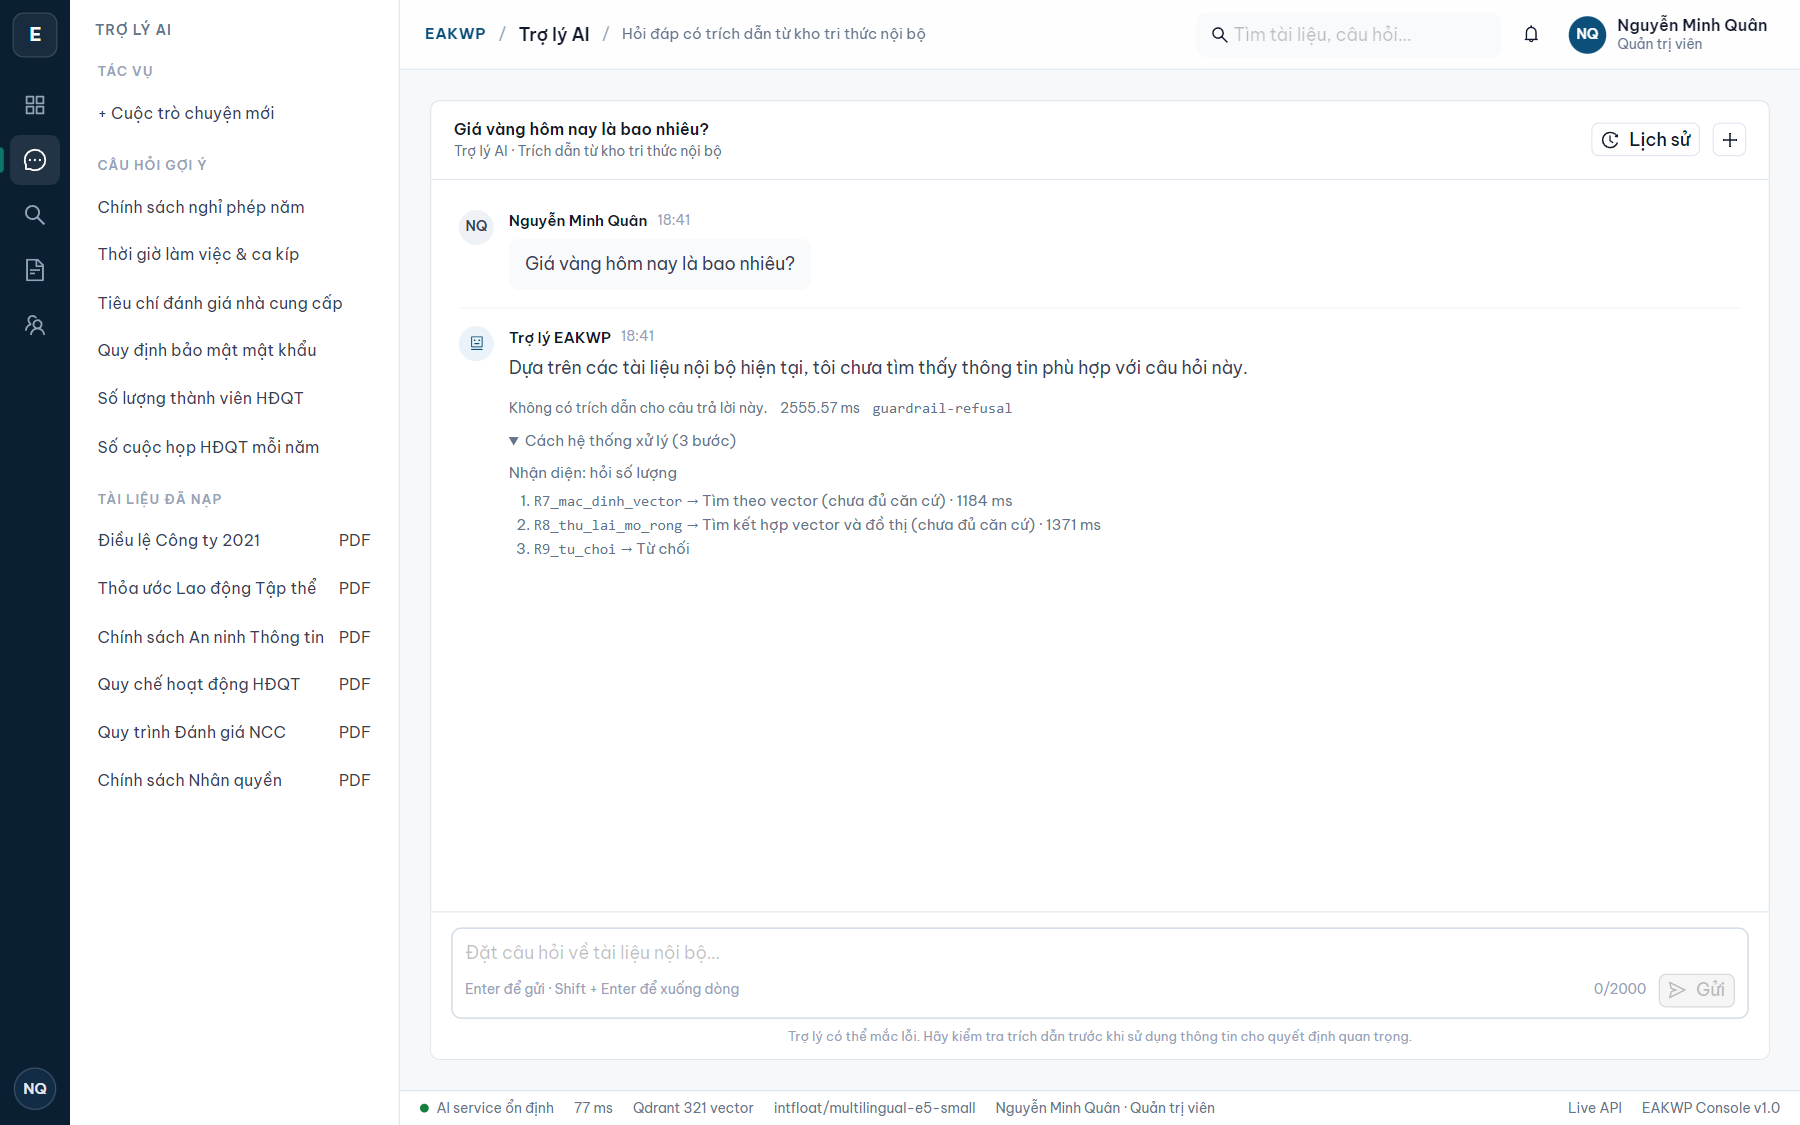 E
TRỢ LÝ AI
TÁC VỤ
+ Cuộc trò chuyện mới
CÂU HỎI GỢI Ý
Chính sách nghỉ phép năm
Thời giờ làm việc & ca kíp
Tiêu chí đánh giá nhà cung cấp
Quy định bảo mật mật khẩu
Số lượng thành viên HĐQT
Số cuộc họp HĐQT mỗi năm
TÀI LIỆU ĐÃ NẠP
Điều lệ Công ty 2021 PDF
Thỏa ước Lao động Tập thể PDF
Chính sách An ninh Thông tin PDF
Quy chế hoạt động HĐQT PDF
Quy trình Đánh giá NCC PDF
Chính sách Nhân quyền PDF
NQ
EAKWP / Trợ lý AI / Hỏi đáp có trích dẫn từ kho tri thức nội bộ
Tìm tài liệu, câu hỏi...
NQ
Nguyễn Minh Quân
Quản trị viên
Giá vàng hôm nay là bao nhiêu?
Trợ lý AI · Trích dẫn từ kho tri thức nội bộ
Lịch sử
NQ
Nguyễn Minh Quân 18:41
Giá vàng hôm nay là bao nhiêu?
Trợ lý EAKWP 18:41
Dựa trên các tài liệu nội bộ hiện tại, tôi chưa tìm thấy thông tin phù hợp với câu hỏi này.
Không có trích dẫn cho câu trả lời này. 2555.57 ms guardrail-refusal
▼ Cách hệ thống xử lý (3 bước)
Nhận diện: hỏi số lượng
1. R7_mac_dinh_vector → Tìm theo vector (chưa đủ căn cứ) · 1184 ms
2. R8_thu_lai_mo_rong → Tìm kết hợp vector và đồ thị (chưa đủ căn cứ) · 1371 ms
3. R9_tu_choi → Từ chối
Đặt câu hỏi về tài liệu nội bộ...
Enter để gửi · Shift + Enter để xuống dòng
0/2000
Gửi
Trợ lý có thể mắc lỗi. Hãy kiểm tra trích dẫn trước khi sử dụng thông tin cho quyết định quan trọng.
AI service ổn định 77 ms Qdrant 321 vector intfloat/multilingual-e5-small Nguyễn Minh Quân · Quản trị viên
Live API EAKWP Console v1.0